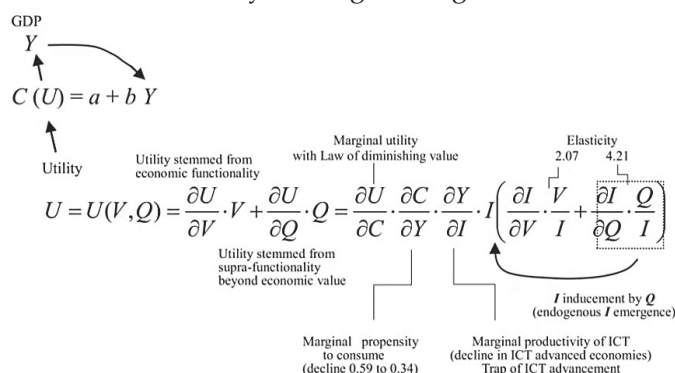 GDP
Y
C (U) = a + b Y
Utility
Utility stemmed from
economic functionality
Marginal utility
with Law of diminishing value
Elasticity
2.07 4.21
U = U(V,Q) = ∂U/∂V · V + ∂U/∂Q · Q = ∂U/∂C · ∂C/∂Y · ∂Y/∂I · I(∂I/∂V · V/I + ∂I/∂Q · Q/I)
Utility stemmed from
supra-functionality
beyond economic value
I inducement by Q
(endogenous I emergence)
Marginal propensity
to consume
(decline 0.59 to 0.34)
Marginal productivity of ICT
(decline in ICT advanced economies)
Trap of ICT advancement